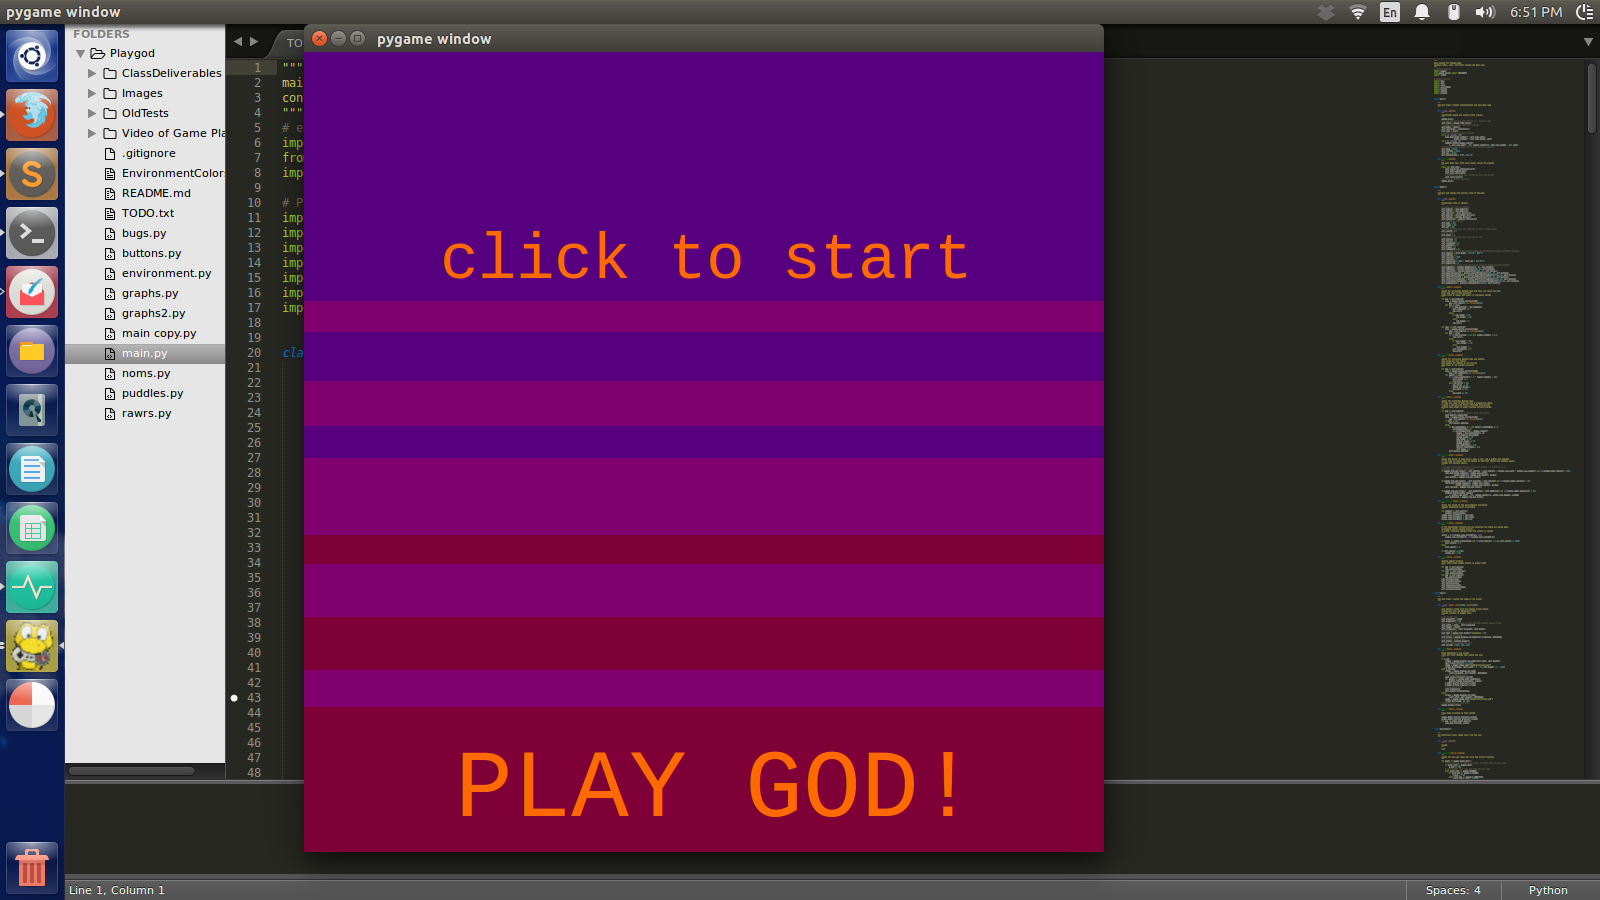 pygame window
En
6:51 PM
FOLDERS
Playgod
ClassDeliverables
Images
OldTests
Video of Game Pla
.gitignore
EnvironmentColor
README.md
TODO.txt
bugs.py
buttons.py
environment.py
graphs.py
graphs2.py
main copy.py
main.py
noms.py
puddles.py
rawrs.py
TO
1 """
2 mai
3 con
4 """
5 # e
6 imp
7 fro
8 imp
9
10 # P
11 imp
12 imp
13 imp
14 imp
15 imp
16 imp
17 imp
18
19
20 cla
21
22
23
24
25
26
27
28
29
30
31
32
33
34
35
36
37
38
39
40
41
42
43
44
45
46
47
48
pygame window
click to start
PLAY GOD!
Line 1, Column 1
Spaces: 4
Python